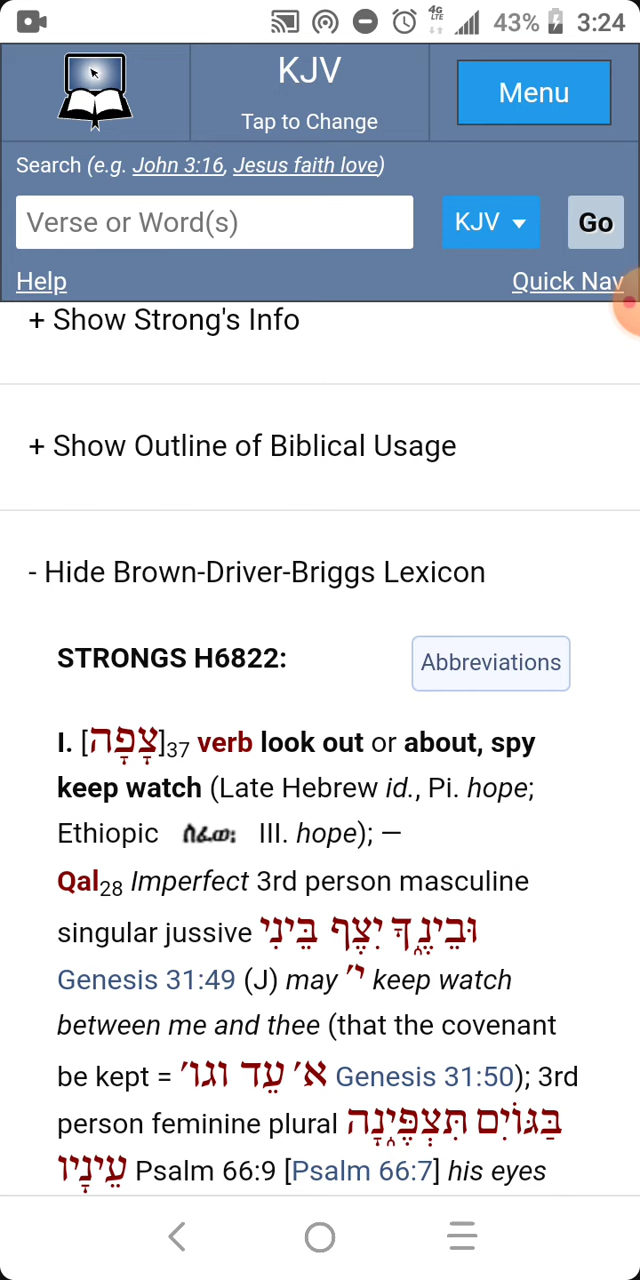 4G
LTE
43%
3:24
KJV
Tap to Change
Menu
Search (e.g. John 3:16, Jesus faith love)
Verse or Word(s)
KJV
Go
Help
Quick Nav
+ Show Strong's Info
+ Show Outline of Biblical Usage
- Hide Brown-Driver-Briggs Lexicon
STRONGS H6822:
Abbreviations
I. [צָפָה]37 verb look out or about, spy
keep watch (Late Hebrew id., Pi. hope;
Ethiopic ሰፈወ፡ III. hope); —
Qal28 Imperfect 3rd person masculine
singular jussive וּבֵינֶ֑ךָ יִצֶף בֵּינִי
Genesis 31:49 (J) may י׳ keep watch
between me and thee (that the covenant
be kept = א׳ עֵד וגו׳ Genesis 31:50); 3rd
person feminine plural בַּגּוֹיִם תִּצְפֶּ֑ינָה
עֵינָיו Psalm 66:9 [Psalm 66:7] his eyes